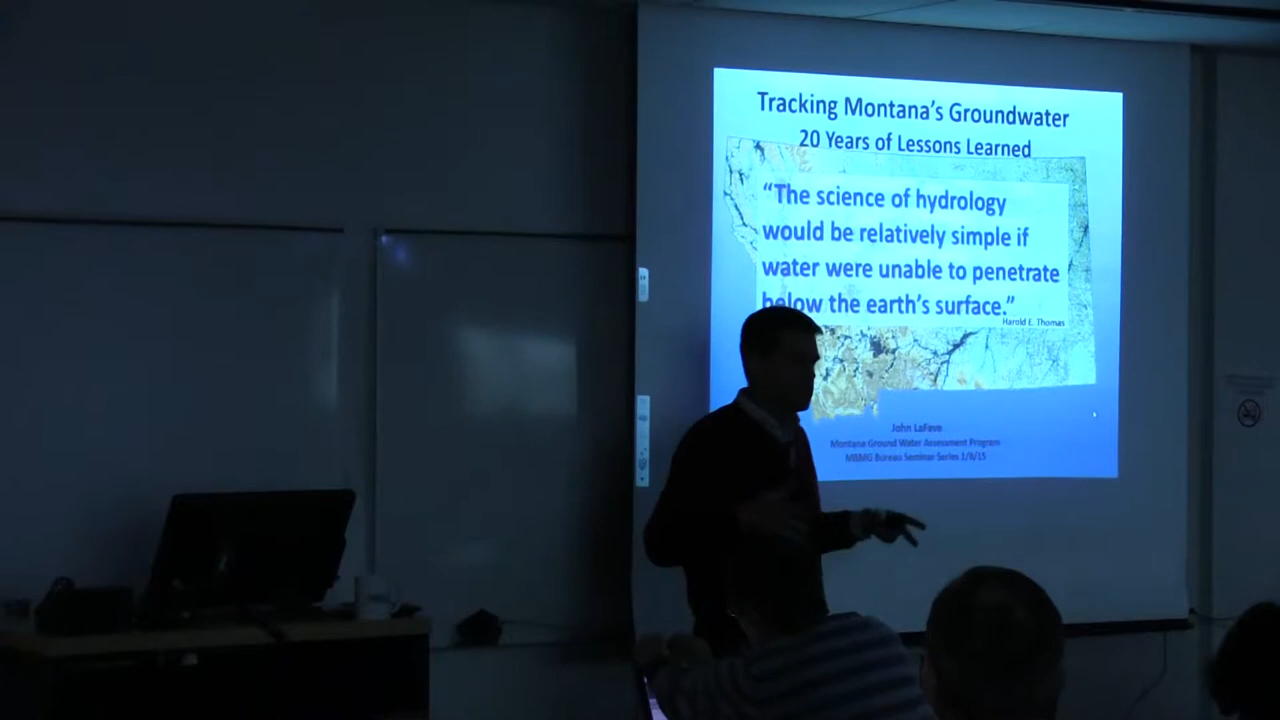 Tracking Montana's Groundwater
20 Years of Lessons Learned
“The science of hydrology
would be relatively simple if
water were unable to penetrate
below the earth's surface.”
Harold E. Thomas
John LaFave
Montana Ground Water Assessment Program
MBMG Bureau Seminar Series 1/8/15